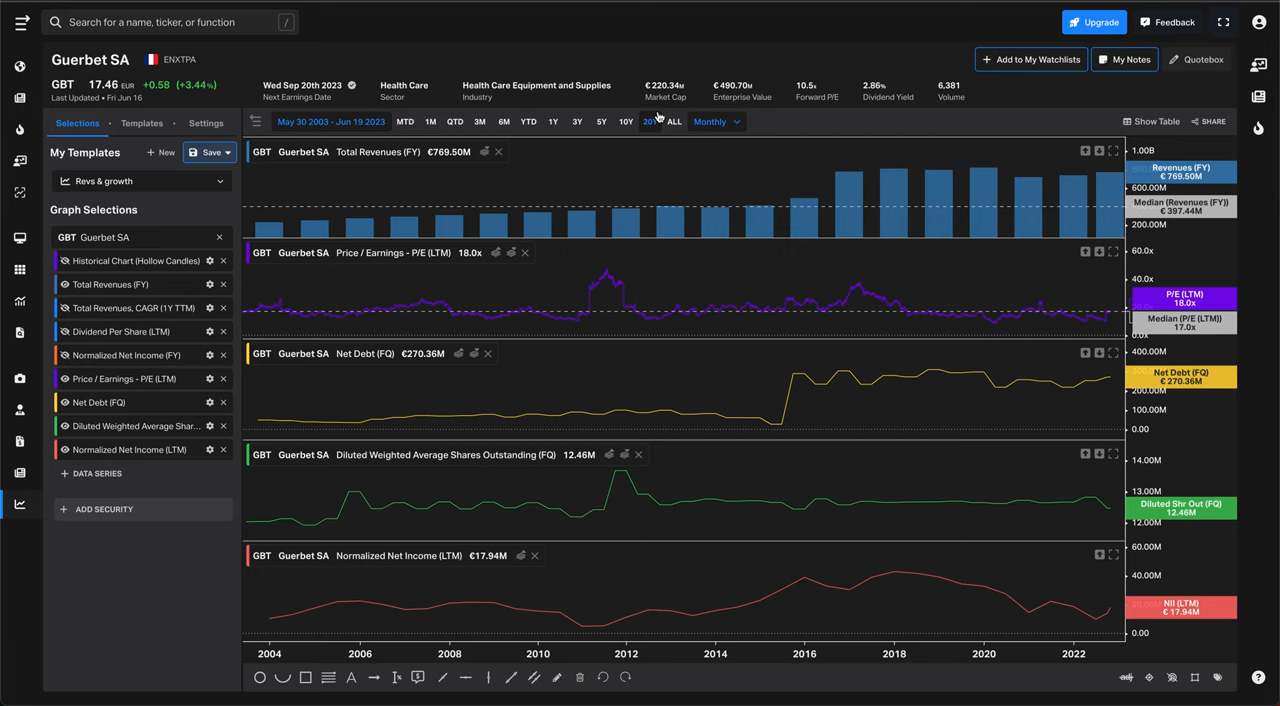 Search for a name, ticker, or function /
Upgrade
Feedback
Guerbet SA ENXTPA
Add to My Watchlists
My Notes
Quotebox
GBT 17.46 EUR +0.58 (+3.44%)
Last Updated • Fri Jun 16
Wed Sep 20th 2023
Next Earnings Date
Health Care
Sector
Health Care Equipment and Supplies
Industry
€ 220.34M
Market Cap
€ 490.70M
Enterprise Value
10.5x
Forward P/E
2.86%
Dividend Yield
6,381
Volume
Selections • Templates • Settings
May 30 2003 - Jun 19 2023 MTD 1M QTD 3M 6M YTD 1Y 3Y 5Y 10Y 20Y ALL Monthly
Show Table
SHARE
My Templates + New Save
Revs & growth
Graph Selections
GBT Guerbet SA
Historical Chart (Hollow Candles)
Total Revenues (FY)
Total Revenues, CAGR (1Y TTM)
Dividend Per Share (LTM)
Normalized Net Income (FY)
Price / Earnings - P/E (LTM)
Net Debt (FQ)
Diluted Weighted Average Shar...
Normalized Net Income (LTM)
+ DATA SERIES
+ ADD SECURITY
GBT Guerbet SA Total Revenues (FY) €769.50M
1.00B
Revenues (FY)
€ 769.50M
600.00M
Median (Revenues (FY))
€ 397.44M
200.00M
GBT Guerbet SA Price / Earnings - P/E (LTM) 18.0x
60.0x
40.0x
P/E (LTM)
18.0x
Median (P/E (LTM))
17.0x
0.0x
GBT Guerbet SA Net Debt (FQ) €270.36M
400.00M
Net Debt (FQ)
€ 270.36M
200.00M
100.00M
0.00
GBT Guerbet SA Diluted Weighted Average Shares Outstanding (FQ) 12.46M
14.00M
13.00M
Diluted Shr Out (FQ)
12.46M
12.00M
GBT Guerbet SA Normalized Net Income (LTM) €17.94M
60.00M
40.00M
NII (LTM)
€ 17.94M
0.00
2004 2006 2008 2010 2012 2014 2016 2018 2020 2022